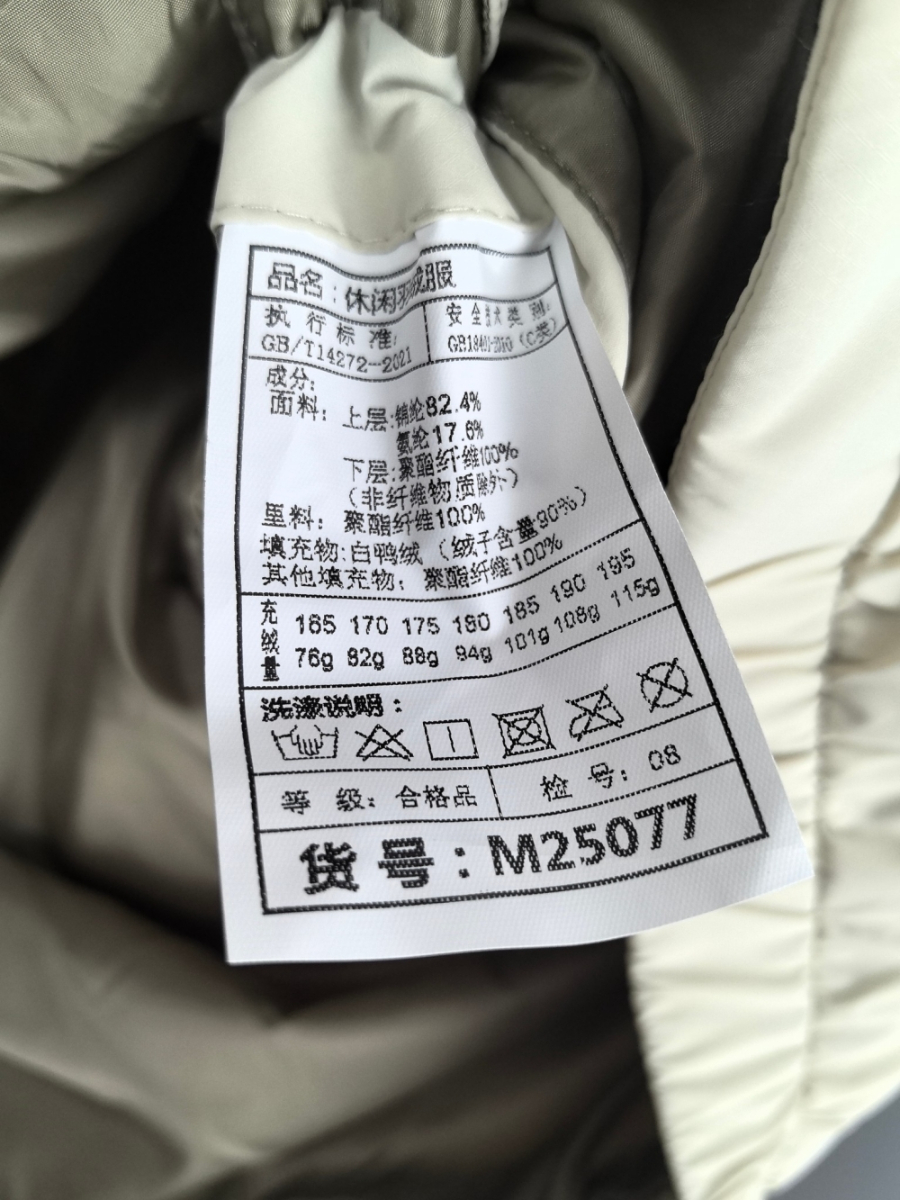 品名:休闲羽绒服
执行标准:
GB/T14272-2021
安全技术类别:
GB18401-2010(C类)
成分:
面料:上层:锦纶82.4%
氨纶17.6%
下层:聚酯纤维100%
(非纤维物质除外)
里料:聚酯纤维100%
填充物:白鸭绒(绒子含量90%)
其他填充物:聚酯纤维100%
充绒量
165 170 175 180 185 190 195
76g 82g 88g 94g 101g 108g 115g
洗涤说明:
等级:合格品
检号:08
货号:M25077